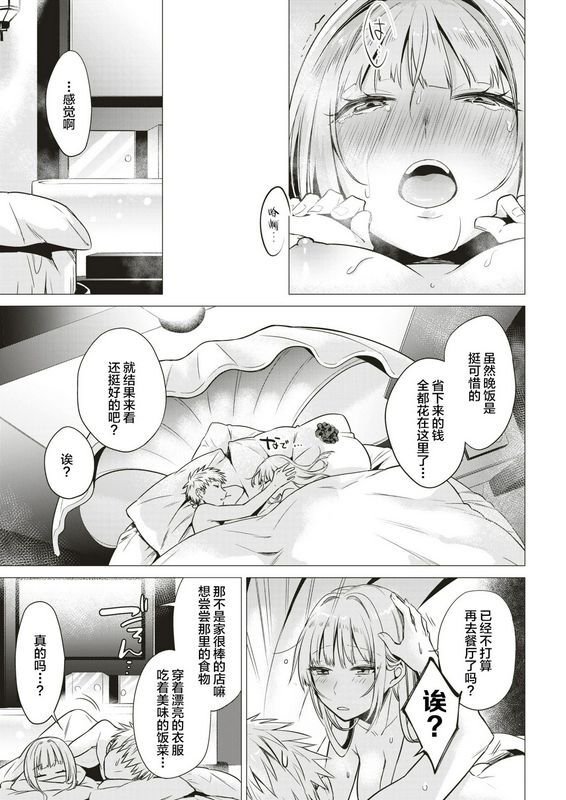 はぁ
…感觉啊
虽然晚饭是
挺可惜的
省下来的钱
全都花在这里了…
就结果来看
还挺好的吧？
诶？
なで…
已经不打算
再去餐厅了吗？
诶？
那不是家很棒的店嘛
想尝尝那里的食物
穿着漂亮的衣服
吃着美味的饭菜…
真的吗…？